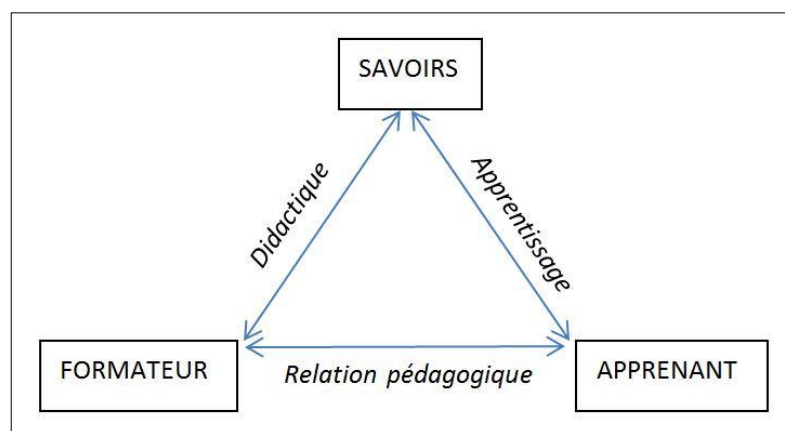 SAVOIRS
Didactique
Apprentissage
FORMATEUR
Relation pédagogique
APPRENANT